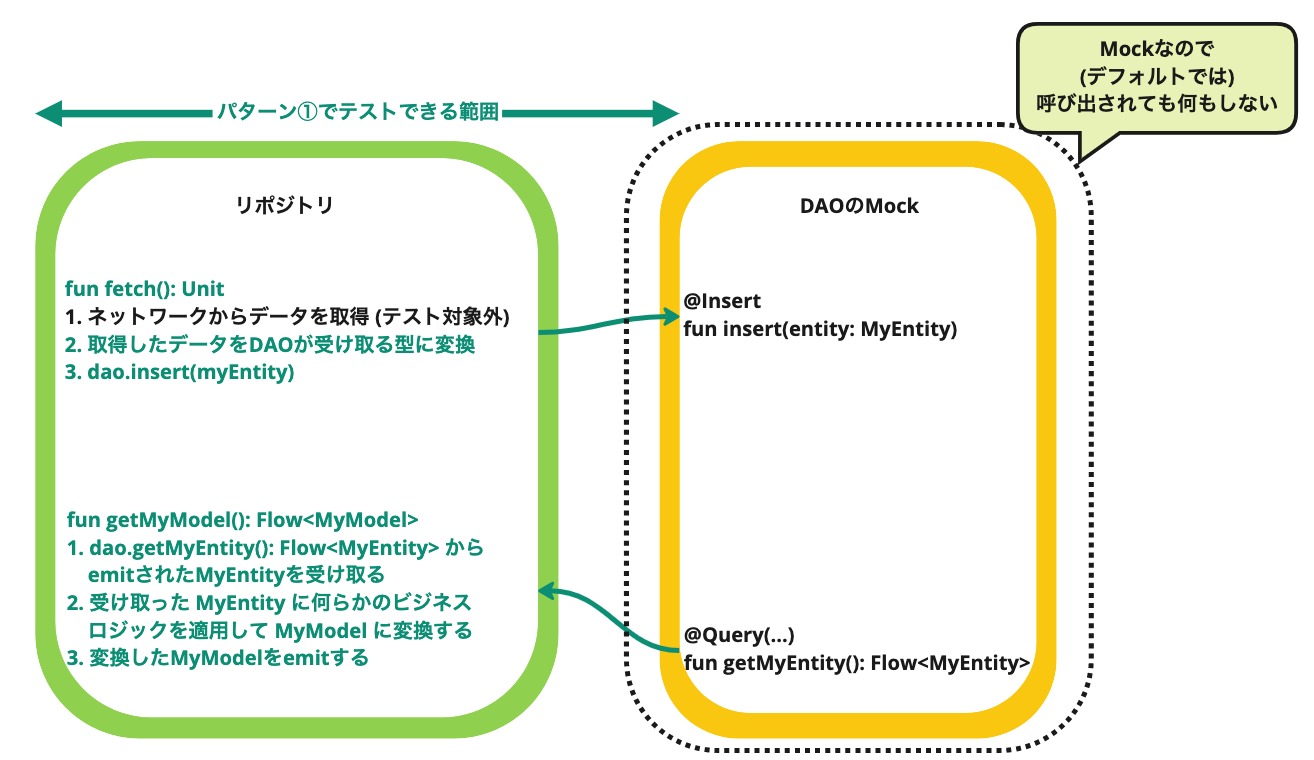 Mockなので
(デフォルトでは)
呼び出されても何もしない
パターン①でテストできる範囲
リポジトリ
fun fetch(): Unit
1. ネットワークからデータを取得 (テスト対象外)
2. 取得したデータをDAOが受け取る型に変換
3. dao.insert(myEntity)
fun getMyModel(): Flow<MyModel>
1. dao.getMyEntity(): Flow<MyEntity> から
emitされたMyEntityを受け取る
2. 受け取った MyEntity に何らかのビジネス
ロジックを適用して MyModel に変換する
3. 変換したMyModelをemitする
DAOのMock
@Insert
fun insert(entity: MyEntity)
@Query(...)
fun getMyEntity(): Flow<MyEntity>